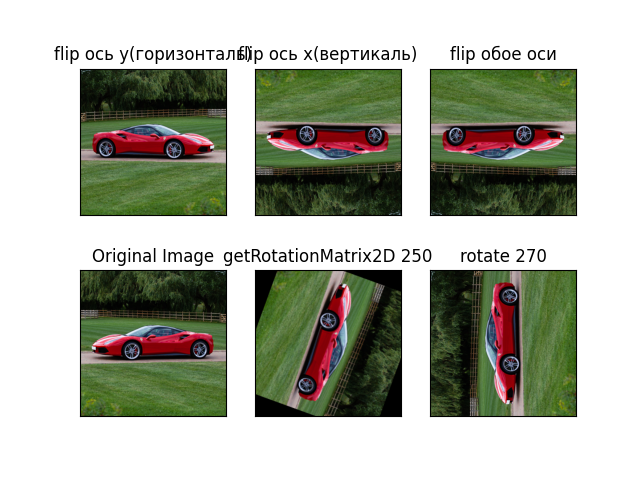 flip ось y(горизонталь)
flip ось x(вертикаль)
flip обое оси
Original Image
getRotationMatrix2D 250
rotate 270